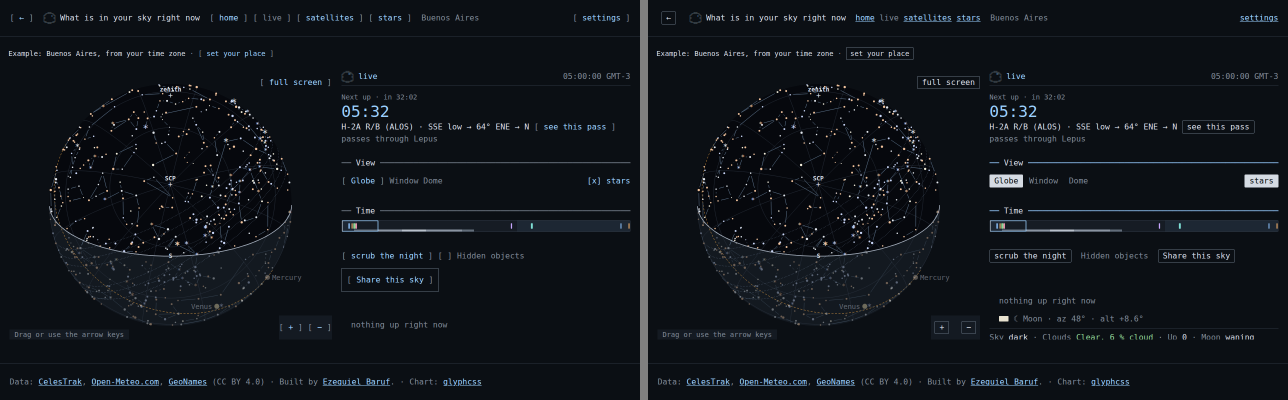 [ ← ] What is in your sky right now [ home ] [ live ] [ satellites ] [ stars ] Buenos Aires [ settings ]
Example: Buenos Aires, from your time zone · [ set your place ]
[ full screen ]
live 05:00:00 GMT-3
Next up · in 32:02
05:32
H-2A R/B (ALOS) · SSE low → 64° ENE → N [ see this pass ]
passes through Lepus
View
[ Globe ] Window Dome [x] stars
Time
[ scrub the night ] [ ] Hidden objects
[ Share this sky ]
nothing up right now
zenith
SCP
S
Mercury
Venus
Drag or use the arrow keys
[ + ] [ − ]
Data: CelesTrak, Open-Meteo.com, GeoNames (CC BY 4.0) · Built by Ezequiel Baruf. · Chart: glyphcss
← What is in your sky right now home live satellites stars Buenos Aires settings
Example: Buenos Aires, from your time zone · set your place
full screen
live 05:00:00 GMT-3
Next up · in 32:02
05:32
H-2A R/B (ALOS) · SSE low → 64° ENE → N see this pass
passes through Lepus
View
Globe Window Dome stars
Time
scrub the night Hidden objects Share this sky
nothing up right now
☾ Moon · az 48° · alt +8.6°
Sky dark · Clouds Clear, 6 % cloud · Up 0 · Moon waning
zenith
SCP
S
Mercury
Venus
Drag or use the arrow keys
+ −
Data: CelesTrak, Open-Meteo.com, GeoNames (CC BY 4.0) · Built by Ezequiel Baruf. · Chart: glyphcss